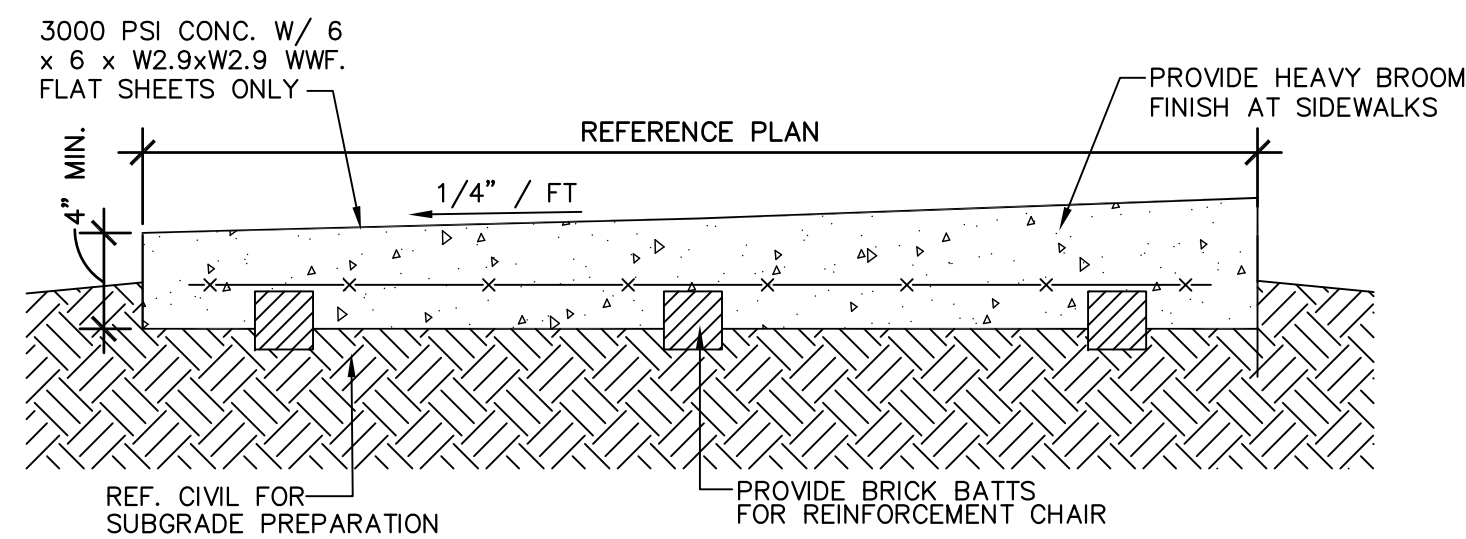 3000 PSI CONC. W/ 6
x 6 x W2.9xW2.9 WWF.
FLAT SHEETS ONLY
PROVIDE HEAVY BROOM
FINISH AT SIDEWALKS
REFERENCE PLAN
4" MIN.
1/4" / FT
REF. CIVIL FOR
SUBGRADE PREPARATION
PROVIDE BRICK BATTS
FOR REINFORCEMENT CHAIR